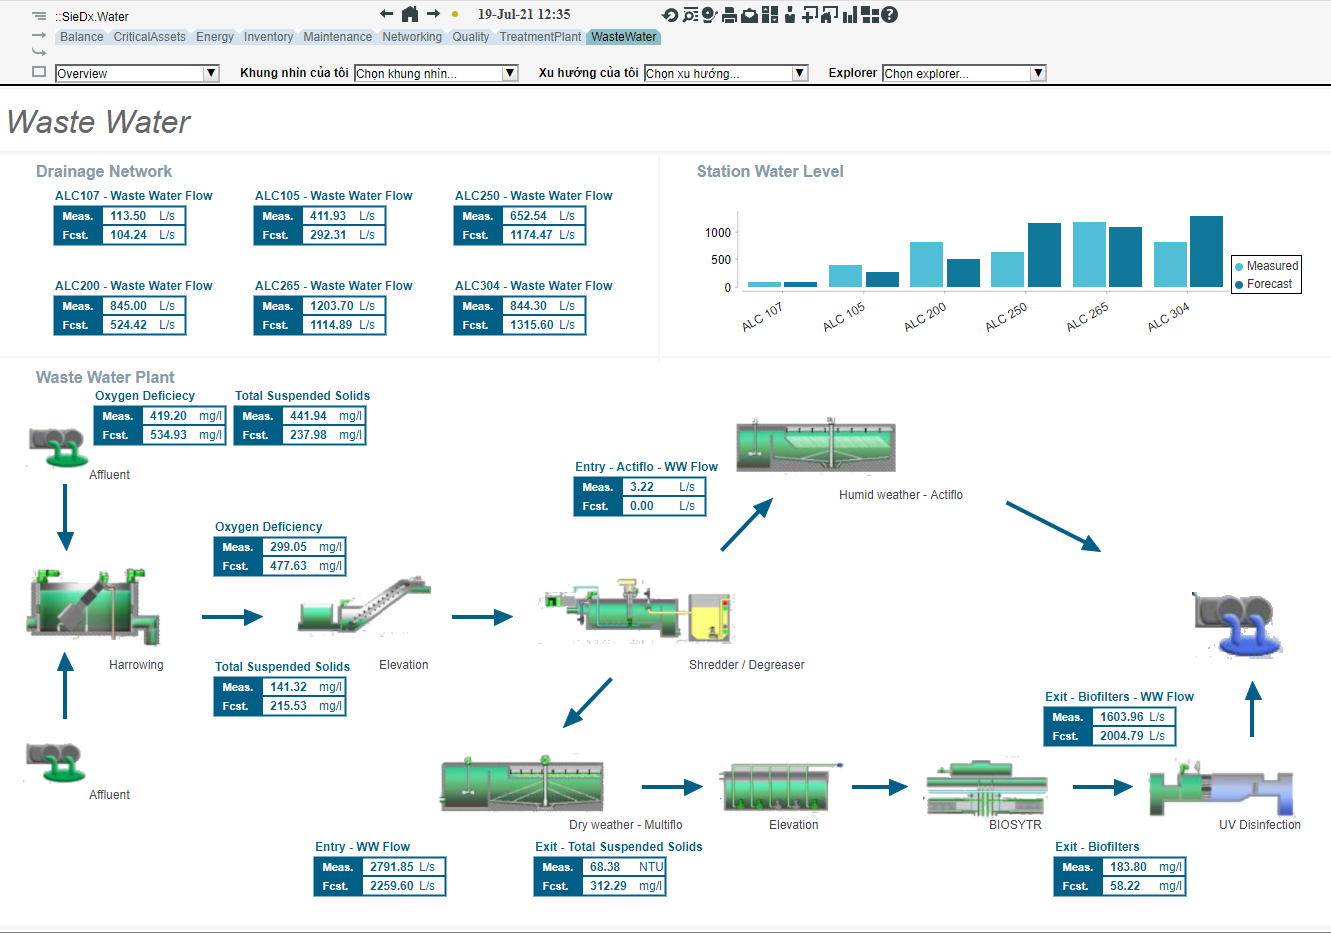 ::SieDx.Water
19-Jul-21 12:35
Balance CriticalAssets Energy Inventory Maintenance Networking Quality TreatmentPlant WasteWater
Overview Khung nhìn của tôi Chọn khung nhìn... Xu hướng của tôi Chọn xu hướng... Explorer Chọn explorer...
Waste Water
Drainage Network
ALC107 - Waste Water Flow ALC105 - Waste Water Flow ALC250 - Waste Water Flow
Meas. 113.50 L/s Meas. 411.93 L/s Meas. 652.54 L/s
Fcst. 104.24 L/s Fcst. 292.31 L/s Fcst. 1174.47 L/s
ALC200 - Waste Water Flow ALC265 - Waste Water Flow ALC304 - Waste Water Flow
Meas. 845.00 L/s Meas. 1203.70 L/s Meas. 844.30 L/s
Fcst. 524.42 L/s Fcst. 1114.89 L/s Fcst. 1315.60 L/s
Station Water Level
1000
500
0
ALC 107 ALC 105 ALC 200 ALC 250 ALC 265 ALC 304
Measured
Forecast
Waste Water Plant
Oxygen Deficiecy Total Suspended Solids
Meas. 419.20 mg/l Meas. 441.94 mg/l
Fcst. 534.93 mg/l Fcst. 237.98 mg/l
Affluent
Entry - Actiflo - WW Flow
Meas. 3.22 L/s
Fcst. 0.00 L/s
Humid weather - Actiflo
Oxygen Deficiency
Meas. 299.05 mg/l
Fcst. 477.63 mg/l
Harrowing
Elevation
Shredder / Degreaser
Total Suspended Solids
Meas. 141.32 mg/l
Fcst. 215.53 mg/l
Exit - Biofilters - WW Flow
Meas. 1603.96 L/s
Fcst. 2004.79 L/s
Affluent
Dry weather - Multiflo
Elevation
BIOSYTR
UV Disinfection
Entry - WW Flow
Meas. 2791.85 L/s
Fcst. 2259.60 L/s
Exit - Total Suspended Solids
Meas. 68.38 NTU
Fcst. 312.29 mg/l
Exit - Biofilters
Meas. 183.80 mg/l
Fcst. 58.22 mg/l